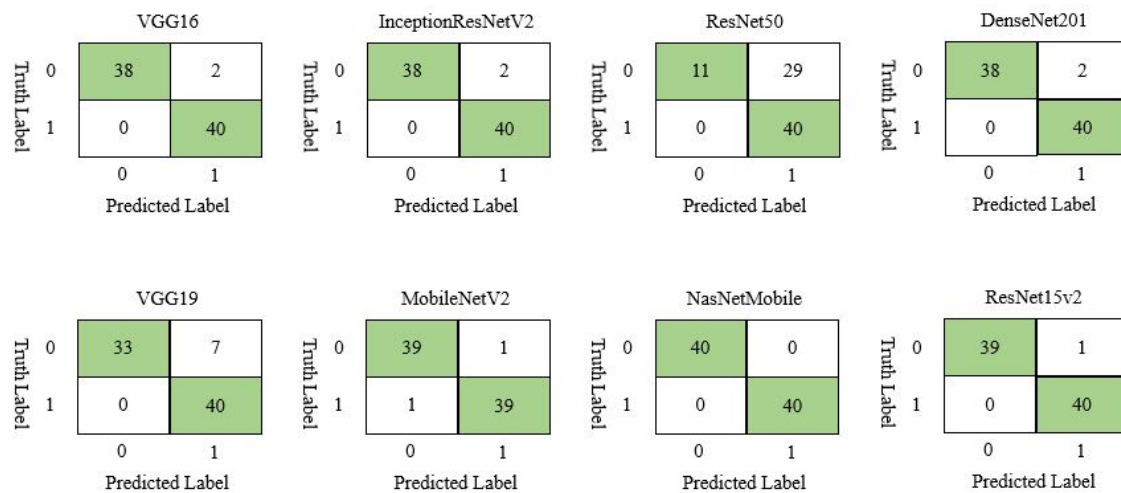 VGG16
Truth Label
0 38 2
1 0 40
0 1
Predicted Label
InceptionResNetV2
Truth Label
0 38 2
1 0 40
0 1
Predicted Label
ResNet50
Truth Label
0 11 29
1 0 40
0 1
Predicted Label
DenseNet201
Truth Label
0 38 2
1 0 40
0 1
Predicted Label
VGG19
Truth Label
0 33 7
1 0 40
0 1
Predicted Label
MobileNetV2
Truth Label
0 39 1
1 1 39
0 1
Predicted Label
NasNetMobile
Truth Label
0 40 0
1 0 40
0 1
Predicted Label
ResNet15v2
Truth Label
0 39 1
1 0 40
0 1
Predicted Label